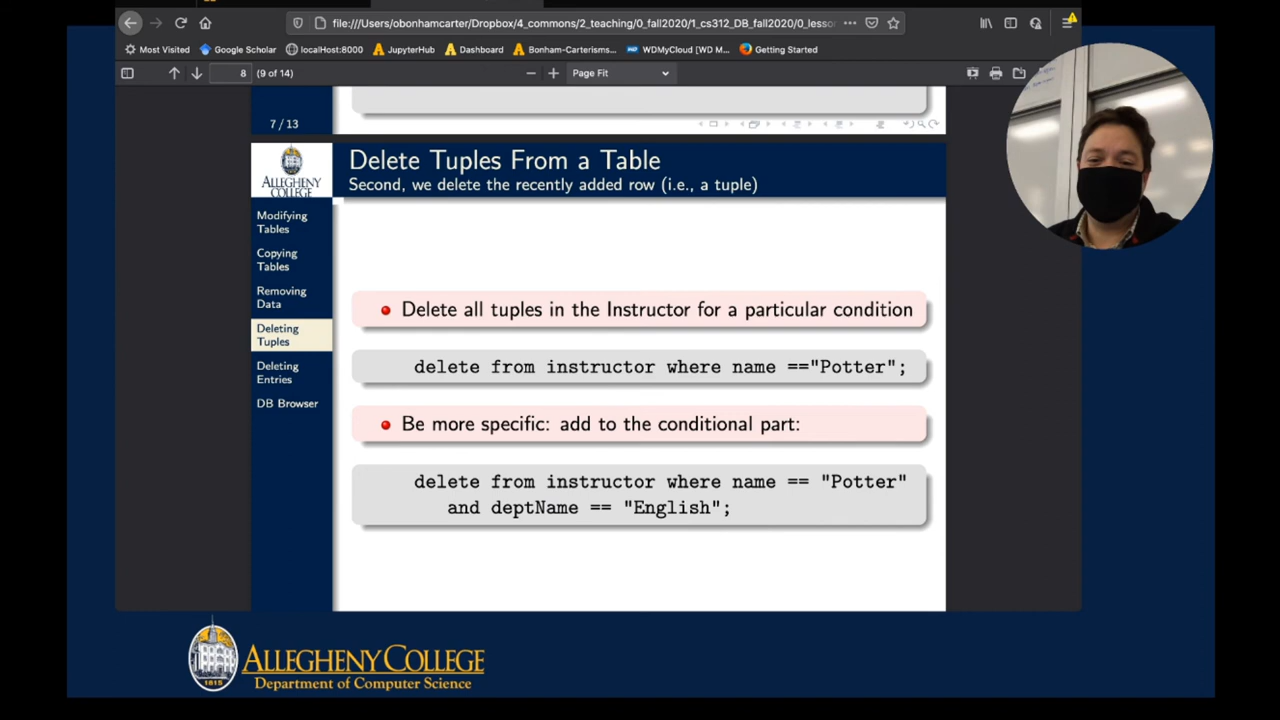 file:///Users/obonhamcarter/Dropbox/4_commons/2_teaching/0_fall2020/1_cs312_DB_fall2020/0_lesso
Most Visited Google Scholar localHost:8000 JupyterHub Dashboard Bonham-Carterisms... WDMyCloud [WD M... Getting Started
8 (9 of 14) Page Fit
7 / 13
ALLEGHENY
COLLEGE
Delete Tuples From a Table
Second, we delete the recently added row (i.e., a tuple)
Modifying
Tables
Copying
Tables
Removing
Data
Deleting
Tuples
Deleting
Entries
DB Browser
Delete all tuples in the Instructor for a particular condition
delete from instructor where name =="Potter";
Be more specific: add to the conditional part:
delete from instructor where name == "Potter"
and deptName == "English";
1815
ALLEGHENY COLLEGE
Department of Computer Science